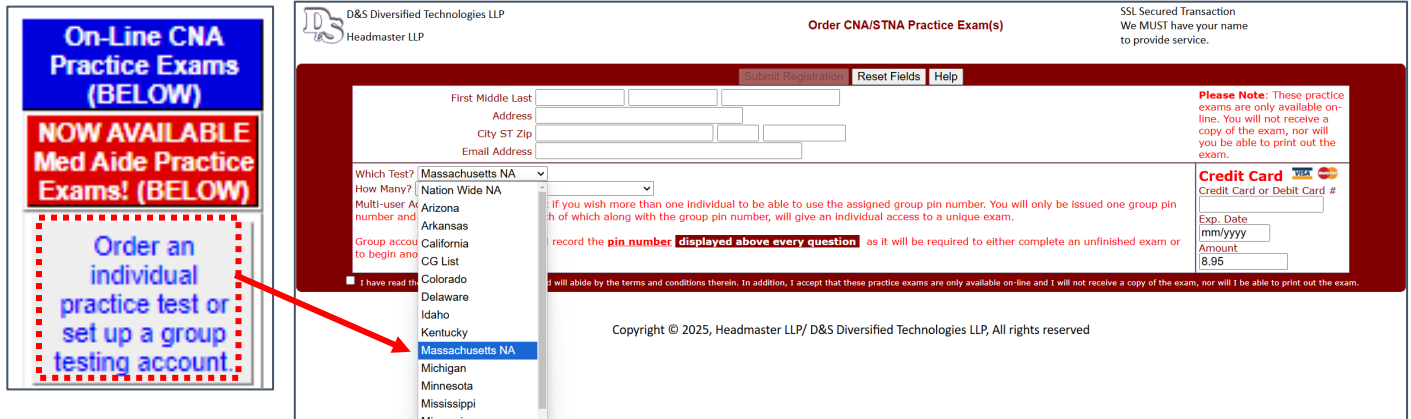 On-Line CNA
Practice Exams
(BELOW)
NOW AVAILABLE
Med Aide Practice
Exams! (BELOW)
Order an
individual
practice test or
set up a group
testing account.
D&S Diversified Technologies LLP
Headmaster LLP
Order CNA/STNA Practice Exam(s)
SSL Secured Transaction
We MUST have your name
to provide service.
Submit Registration Reset Fields Help
First Middle Last
Address
City ST Zip
Email Address
Please Note: These practice
exams are only available on-
line. You will not receive a
copy of the exam, nor will
you be able to print out the
exam.
Which Test? Massachusetts NA
How Many?
Multi-user A if you wish more than one individual to be able to use the assigned group pin number. You will only be issued one group pin
number and h of which along with the group pin number, will give an individual access to a unique exam.
Group accou record the pin number displayed above every question as it will be required to either complete an unfinished exam or
to begin ano
Nation Wide NA
Arizona
Arkansas
California
CG List
Colorado
Delaware
Idaho
Kentucky
Massachusetts NA
Michigan
Minnesota
Mississippi
Credit Card VISA
Credit Card or Debit Card #
Exp. Date
mm/yyyy
Amount
8.95
I have read the d will abide by the terms and conditions therein. In addition, I accept that these practice exams are only available on-line and I will not receive a copy of the exam, nor will I be able to print out the exam.
Copyright © 2025, Headmaster LLP/ D&S Diversified Technologies LLP, All rights reserved